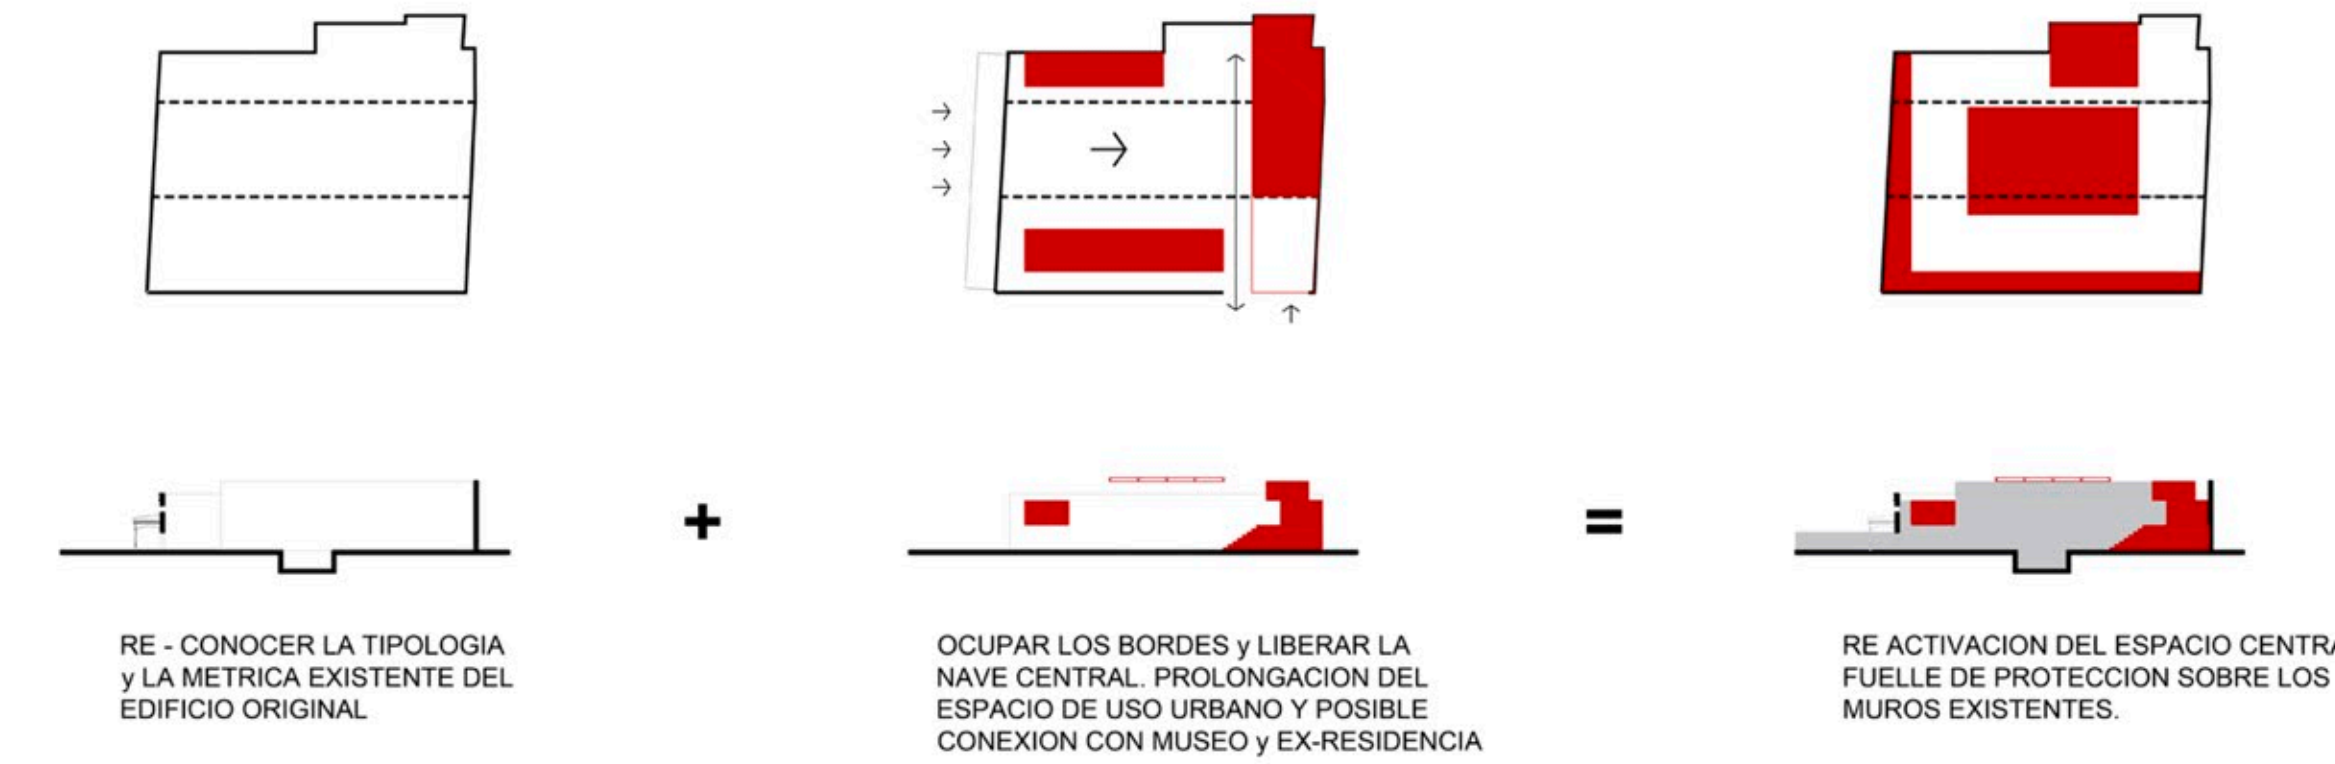 +
=
RE - CONOCER LA TIPOLOGIA
y LA METRICA EXISTENTE DEL
EDIFICIO ORIGINAL
OCUPAR LOS BORDES y LIBERAR LA
NAVE CENTRAL. PROLONGACION DEL
ESPACIO DE USO URBANO Y POSIBLE
CONEXION CON MUSEO y EX-RESIDENCIA
RE ACTIVACION DEL ESPACIO CENTRA
FUELLE DE PROTECCION SOBRE LOS
MUROS EXISTENTES.